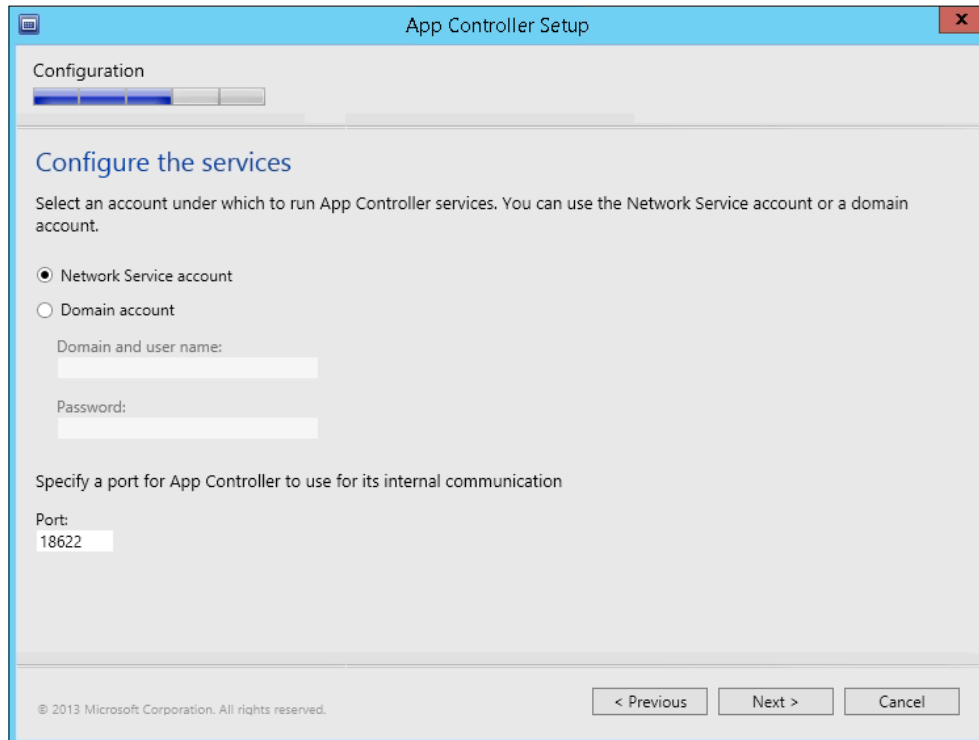 App Controller Setup
x
Configuration
Configure the services
Select an account under which to run App Controller services. You can use the Network Service account or a domain
account.
Network Service account
Domain account
Domain and user name:
Password:
Specify a port for App Controller to use for its internal communication
Port:
18622
© 2013 Microsoft Corporation. All rights reserved.
< Previous
Next >
Cancel